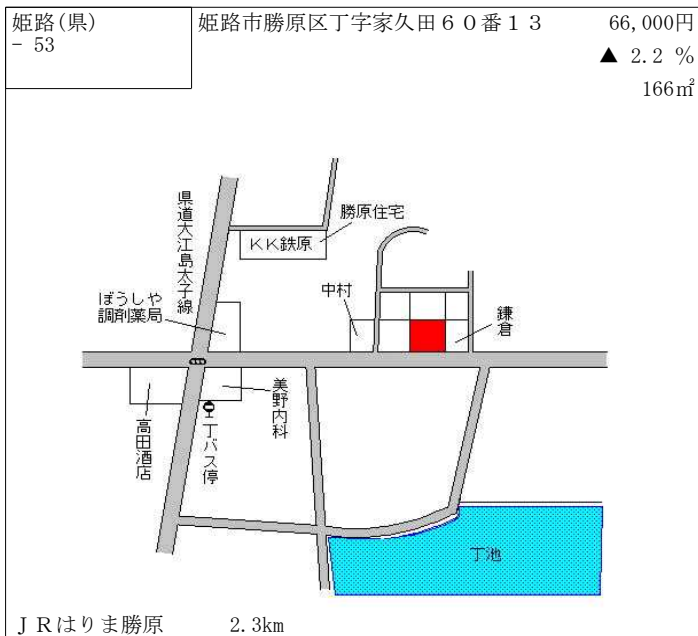 姫路(県)
- 53
姫路市勝原区丁字家久田６０番１３
66,000円
▲ 2.2 %
166㎡
県道大江島太子線
勝原住宅
ＫＫ鉄原
中村
鎌倉
ぼうしや
調剤薬局
美野内科
高田酒店
丁バス停
丁池
ＪＲはりま勝原
2.3km